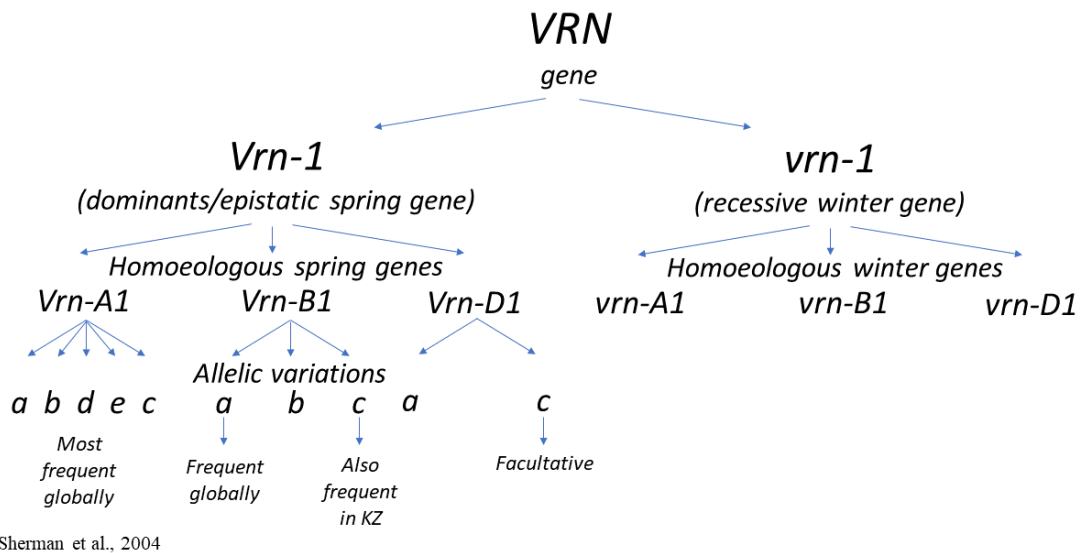 VRN
gene
Vrn-1
vrn-1
(dominants/epistatic spring gene)
(recessive winter gene)
Homoeologous spring genes
Homoeologous winter genes
Vrn-A1
Vrn-B1
Vrn-D1
vrn-A1
vrn-B1
vrn-D1
Allelic variations
a b d e c
a
b
c
a
c
Most
frequent
globally
Frequent
globally
Also
frequent
in KZ
Facultative
Sherman et al., 2004